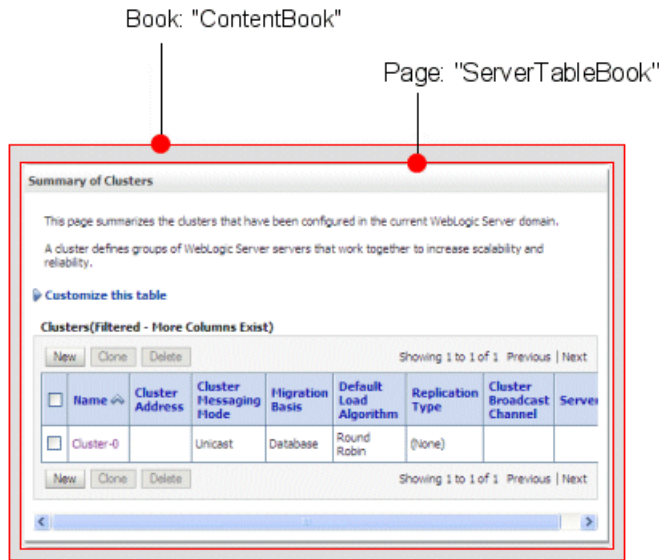 Book: "ContentBook"
Page: "ServerTableBook"
Summary of Clusters
This page summarizes the clusters that have been configured in the current WebLogic Server domain.
A cluster defines groups of WebLogic Server servers that work together to increase scalability and
reliability.
Customize this table
Clusters(Filtered - More Columns Exist)
New Clone Delete Showing 1 to 1 of 1 Previous | Next
Name Cluster Address Cluster Messaging Mode Migration Basis Default Load Algorithm Replication Type Cluster Broadcast Channel Server
Cluster-0 Unicast Database Round Robin (None)
New Clone Delete Showing 1 to 1 of 1 Previous | Next